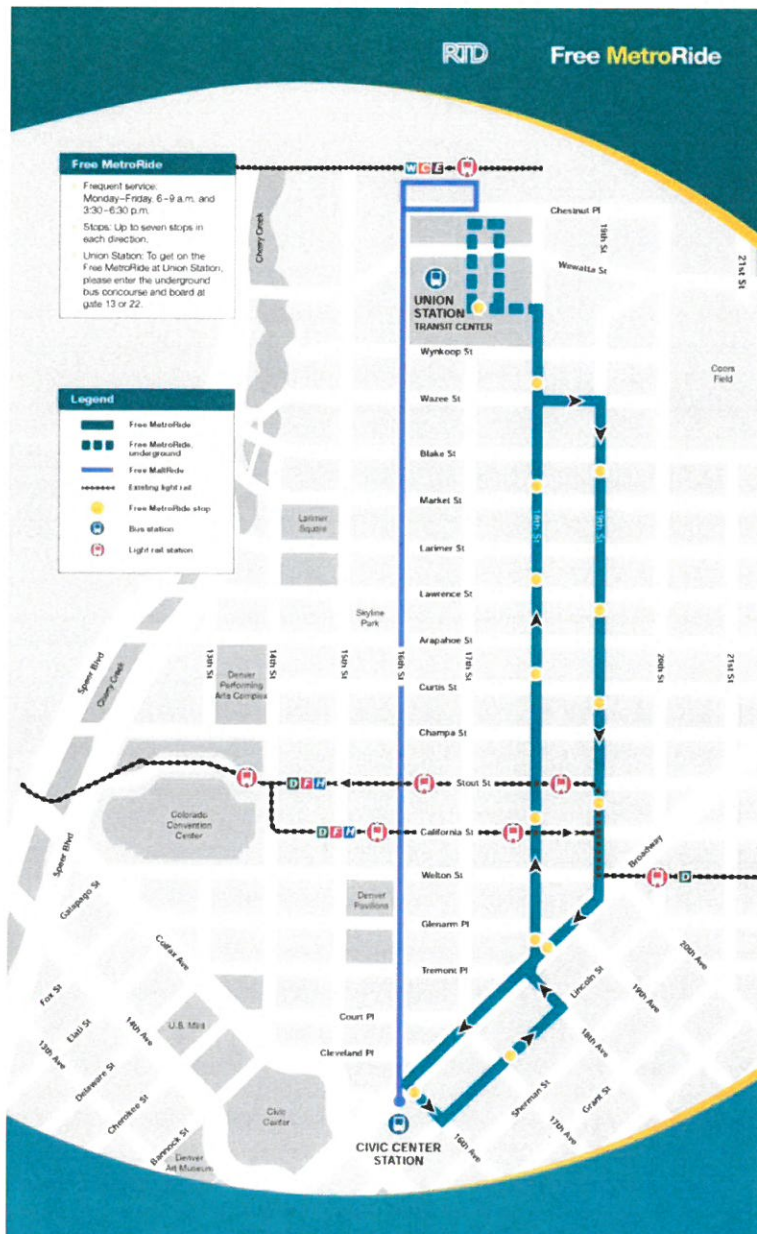 RTD Free MetroRide
Free MetroRide
Frequent service:
Monday–Friday, 6–9 a.m. and
3:30–6:30 p.m.
Stops: Up to seven stops in
each direction.
Union Station: To get on the
Free MetroRide at Union Station,
please enter the underground
bus concourse and board at
gate 13 or 22.
W C E
Chestnut Pl
19th St
Wewatta St
21st St
Cherry Creek
UNION
STATION
TRANSIT CENTER
Wynkoop St
Coors
Field
Wazee St
Legend
Free MetroRide
Free MetroRide,
underground
Free MallRide
Existing light rail
Free MetroRide stop
Bus station
Light rail station
Blake St
Market St
Larimer
Square
18th St
19th St
Larimer St
Lawrence St
Skyline
Park
Arapahoe St
Speer Blvd
Cherry Creek
13th St
14th St
15th St
16th St
17th St
20th St
21st St
Denver
Performing
Arts Complex
Curtis St
Champa St
D F H
Stout St
Colorado
Convention
Center
D F H
California St
Speer Blvd
Broadway
D
Welton St
Galapago St
Denver
Pavilions
Glenarm Pl
Colfax Ave
20th Ave
Tremont Pl
Lincoln St
19th Ave
Fox St
Elati St
14th Ave
U.S. Mint
Court Pl
18th Ave
13th Ave
Cleveland Pl
Delaware St
Sherman St
Grant St
Cherokee St
Civic
Center
17th Ave
Bannock St
16th Ave
CIVIC CENTER
STATION
Denver
Art Museum